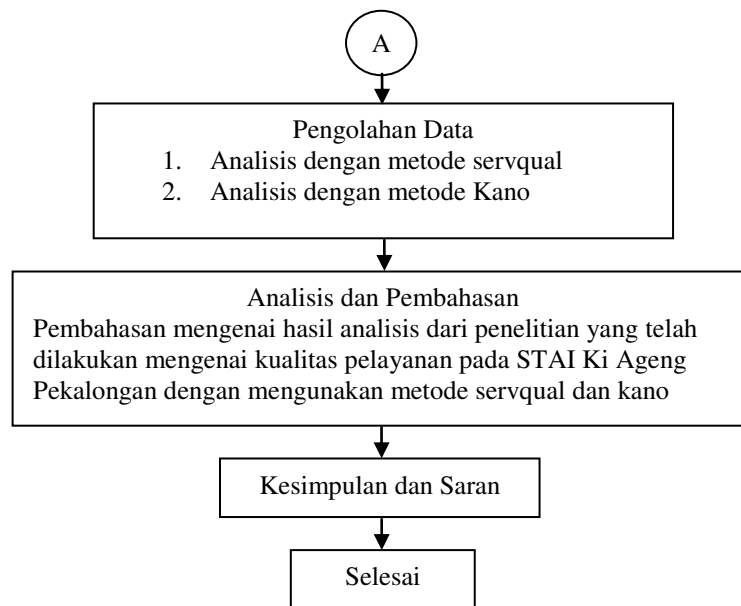 A
Pengolahan Data
1. Analisis dengan metode servqual
2. Analisis dengan metode Kano
Analisis dan Pembahasan
Pembahasan mengenai hasil analisis dari penelitian yang telah
dilakukan mengenai kualitas pelayanan pada STAI Ki Ageng
Pekalongan dengan mengunakan metode servqual dan kano
Kesimpulan dan Saran
Selesai